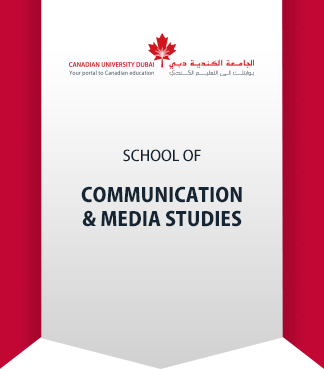 CANADIAN UNIVERSITY DUBAI الجامعة الكندية دبي
Your portal to Canadian education بوابتك إلى التعليم الكندي
SCHOOL OF
COMMUNICATION
& MEDIA STUDIES